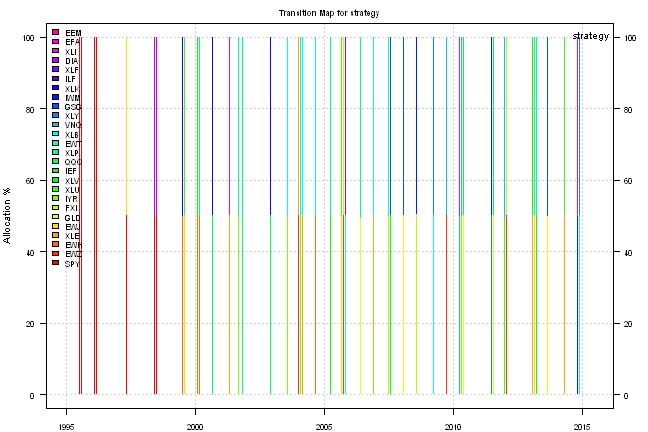 Transition Map for strategy
strategy
Allocation %
100
80
60
40
20
0
100
80
60
40
20
0
1995
2000
2005
2010
2015
EEM
EFA
XLI
DIA
XLF
ILF
XLK
IWM
GSG
XLY
VNQ
XLB
EWT
XLP
QQQ
IEF
XLV
XLU
IYR
FXI
GLD
EWJ
XLE
EWH
EWZ
SPY